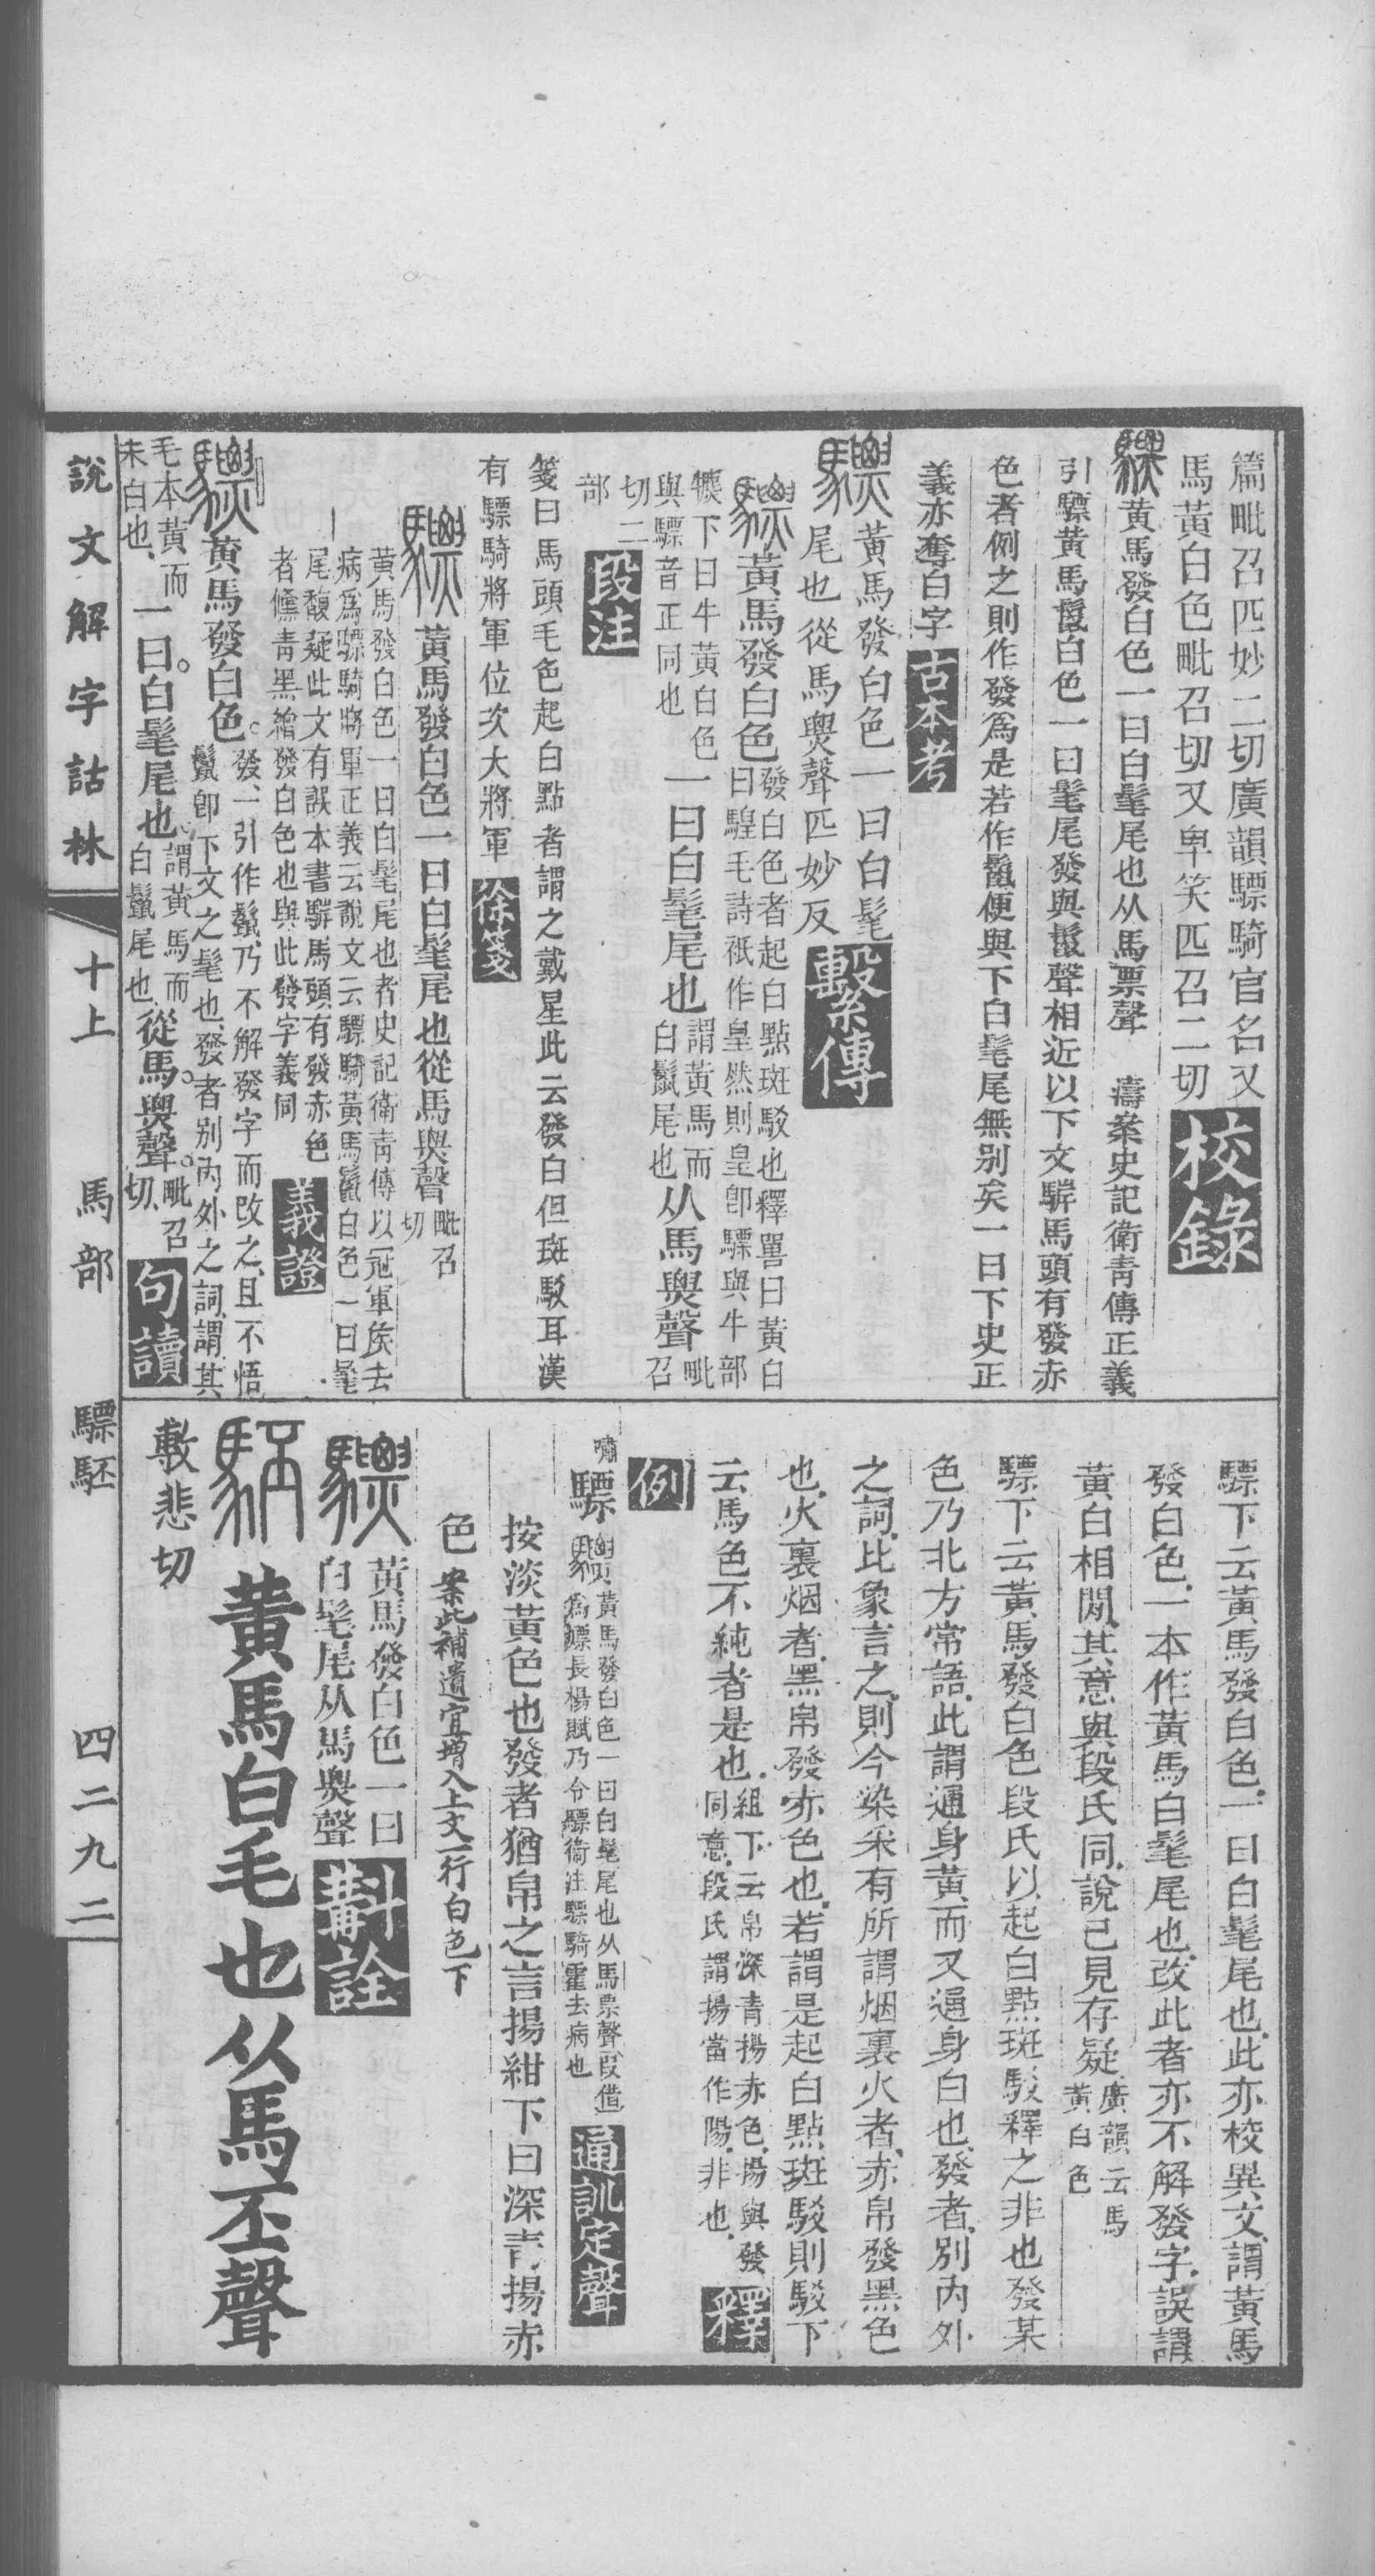 篇毗召匹妙二切廣韻驃騎官名又
馬黃白色毗召切又卑笑匹召二切 校錄
驃 黃馬發白色一曰白髦尾也从馬票聲 濤案史記衛青傳正義
引驃黃馬鬣白色一曰髦尾發與鬣聲相近以下文騂馬頭有發赤
色者例之則作發爲是若作鬣便與下白髦尾無別矣一曰下史正
義亦奪白字 古本考
驃 黃馬發白色一曰白髦
尾也從馬㶾聲匹妙反 繫傳
驃 黃馬發白色 發白色者起白點斑駁也釋嘼曰黃白
曰騜毛詩祇作皇然則皇卽驃與牛部
犥下曰牛黃白色
與驃音正同也 一曰白髦尾也 謂黃馬而
白鬣尾也 从馬㶾聲 毗召
切二
部 段注
箋曰馬頭毛色起白點者謂之戴星此云發白但斑駁耳漢
有驃騎將軍位次大將軍 徐箋
驃 黃馬發白色一曰白髦尾也從馬㶾聲 毗召
切
黃馬發白色一曰白髦尾也者史記衛青傳以冠軍侯去
病爲驃騎將軍正義云說文云驃騎黃馬鬣白色一曰髦
尾馥疑此文有誤本書騂馬頭有發赤色
者儵青黑繒發白色也與此發字義同 義證
驃 黃馬發白色。 發、一引作鬣、乃不解發字而改之、且不悟
鬣卽下文之髦也、發者別內外之詞、謂其
毛本黃而
未白也、 一曰。白髦尾也。 謂黃馬而
白鬣尾也、 從馬。㶾聲。 毗召
切、 句讀
驃下云黃馬發白色。一曰白髦尾也。此亦校異文。謂黃馬
發白色。一本作黃馬白髦尾也。改此者亦不解發字。誤謂
黃白相閒。其意與段氏同。說已見存疑。 廣韻云馬
黃白色
驃下云黃馬發白色段氏以起白點斑駁釋之非也發某
色乃北方常語。此謂通身黃。而又通身白也。發者。別內外
之詞。比象言之。則今染采有所謂烟裏火者。赤帛發黑色
也。火裏烟者。黑帛發赤色也。若謂是起白點斑駁則駁下
云馬色不純者是也。 組下云帛深青揚赤色。揚與發
同意。段氏謂揚當作陽。非也。 釋
例
嘯 驃 黃馬發白色一曰白髦尾也从馬票聲〔叚借〕
爲嫖長楊賦乃令驃衞注驃騎霍去病也 通訓定聲
按淡黃色也發者猶帛之言揚紺下曰深青揚赤
色 案此補遺宜增入上文一行白色下
驃 黃馬發白色一曰
白髦尾从馬㶾聲 斠詮
駓 黃馬白毛也从馬丕聲
敷悲切
說文解字詁林 十上 馬部 驃駓 四二九二